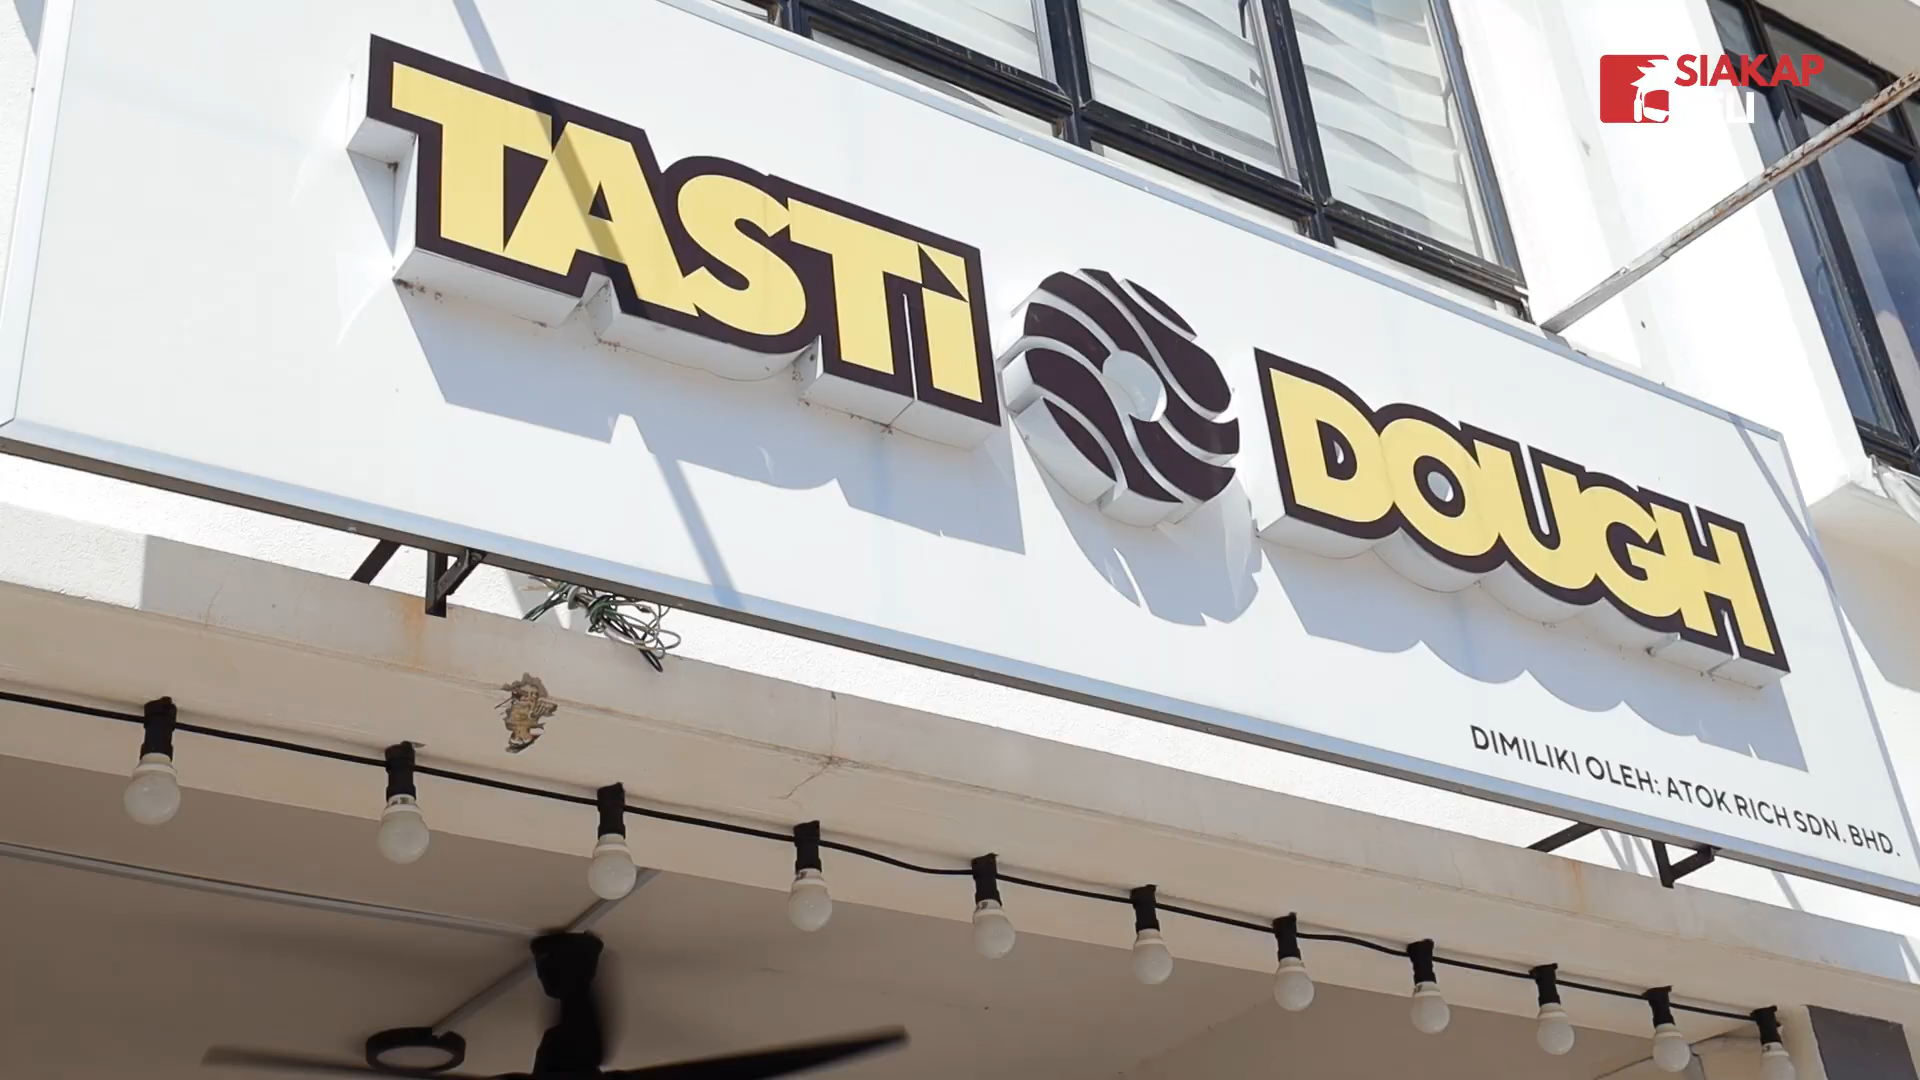 TASTi DOUGH
DIMILIKI OLEH: ATOK RICH SDN. BHD.
SIAKAP